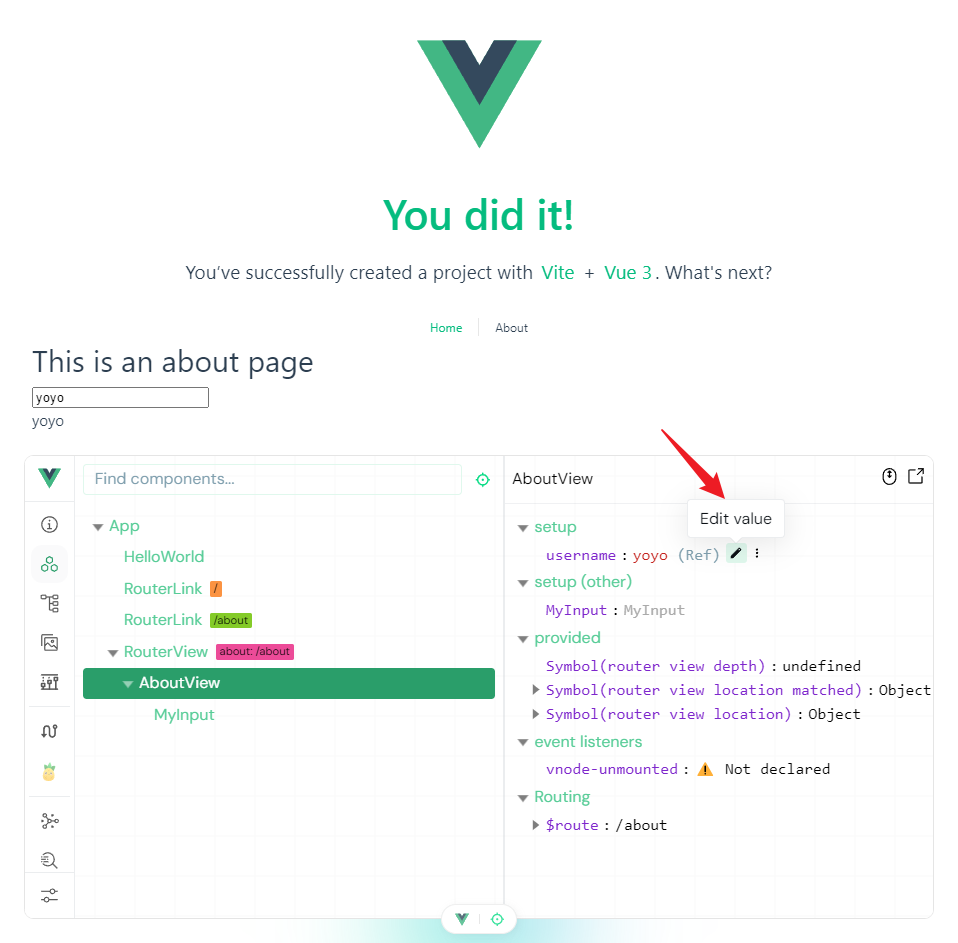 You did it!
You’ve successfully created a project with Vite + Vue 3. What's next?
Home About
This is an about page
yoyo
yoyo
Find components...
App
HelloWorld
RouterLink /
RouterLink /about
RouterView about: /about
AboutView
MyInput
AboutView
Edit value
setup
username : yoyo (Ref)
setup (other)
MyInput : MyInput
provided
Symbol(router view depth) : undefined
Symbol(router view location matched) : Object
Symbol(router view location) : Object
event listeners
vnode-unmounted : ⚠️ Not declared
Routing
$route : /about